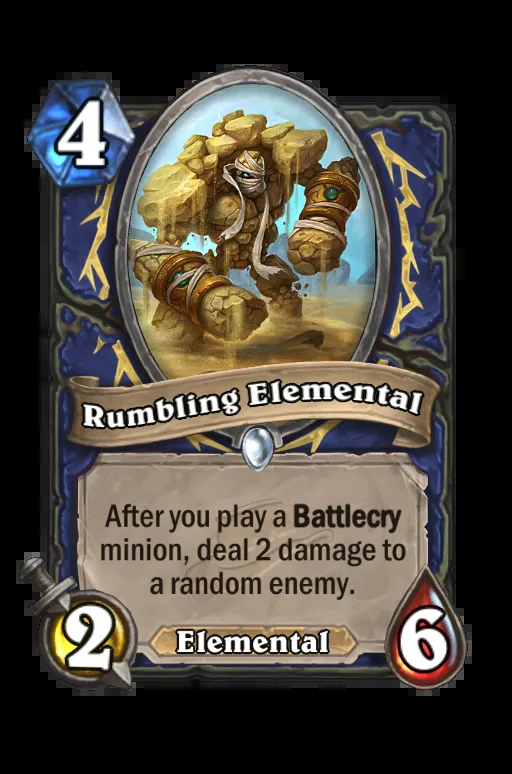 4
Rumbling Elemental
After you play a Battlecry
minion, deal 2 damage to
a random enemy.
2
Elemental
6